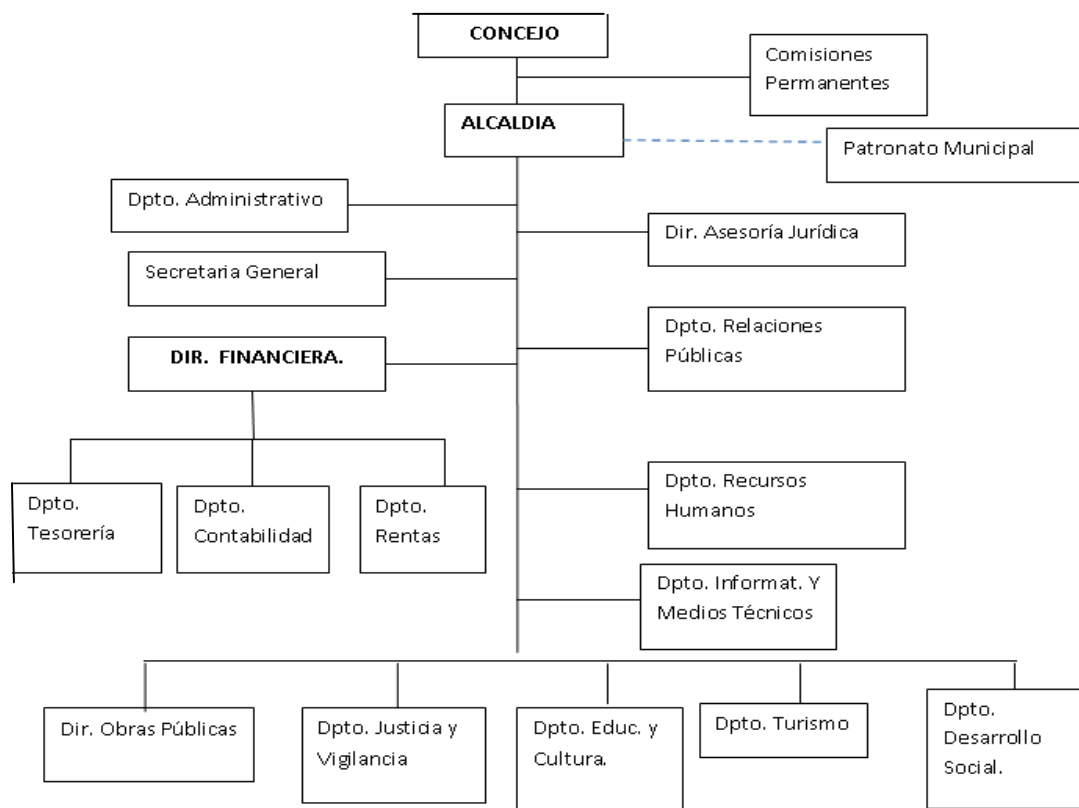 CONCEJO
Comisiones
Permanentes
ALCALDIA
Patronato Municipal
Dpto. Administrativo
Dir. Asesoría Jurídica
Secretaria General
Dpto. Relaciones
Públicas
DIR. FINANCIERA.
Dpto. Recursos
Humanos
Dpto.
Tesorería
Dpto.
Contabilidad
Dpto.
Rentas
Dpto. Informat. Y
Medios Técnicos
Dir. Obras Públicas
Dpto. Justicia y
Vigilancia
Dpto. Educ. y
Cultura.
Dpto. Turismo
Dpto.
Desarrollo
Social.